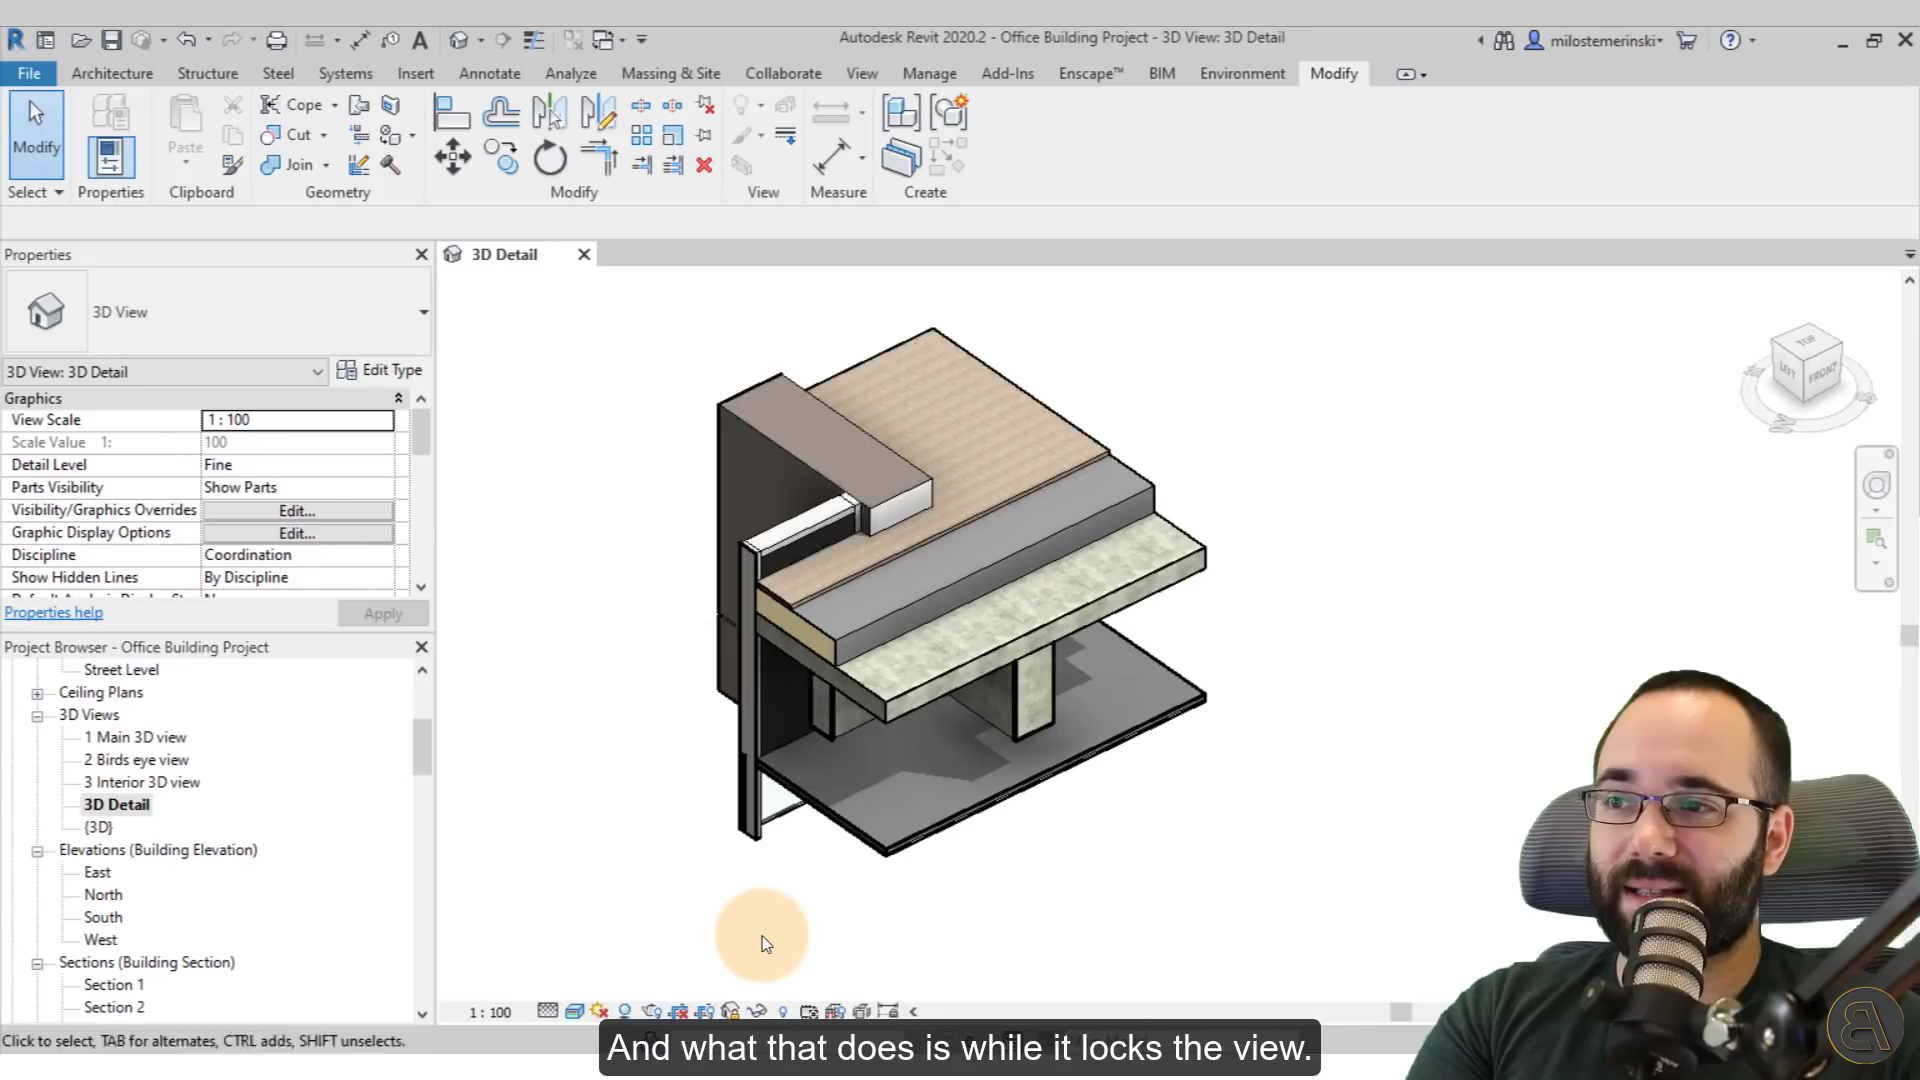 Autodesk Revit 2020.2 - Office Building Project - 3D View: 3D Detail
milostemerinski
File Architecture Structure Steel Systems Insert Annotate Analyze Massing & Site Collaborate View Manage Add-Ins Enscape™ BIM Environment Modify
Cope
Cut
Join
Modify
Paste
Select Properties Clipboard Geometry Modify View Measure Create
Properties
3D Detail
3D View
3D View: 3D Detail Edit Type
Graphics
View Scale 1 : 100
Scale Value 1: 100
Detail Level Fine
Parts Visibility Show Parts
Visibility/Graphics Overrides Edit...
Graphic Display Options Edit...
Discipline Coordination
Show Hidden Lines By Discipline
Properties help Apply
Project Browser - Office Building Project
Street Level
Ceiling Plans
3D Views
1 Main 3D view
2 Birds eye view
3 Interior 3D view
3D Detail
{3D}
Elevations (Building Elevation)
East
North
South
West
Sections (Building Section)
Section 1
Section 2
TOP
LEFT
FRONT
1 : 100
Click to select, TAB for alternates, CTRL adds, SHIFT unselects.
And what that does is while it locks the view.